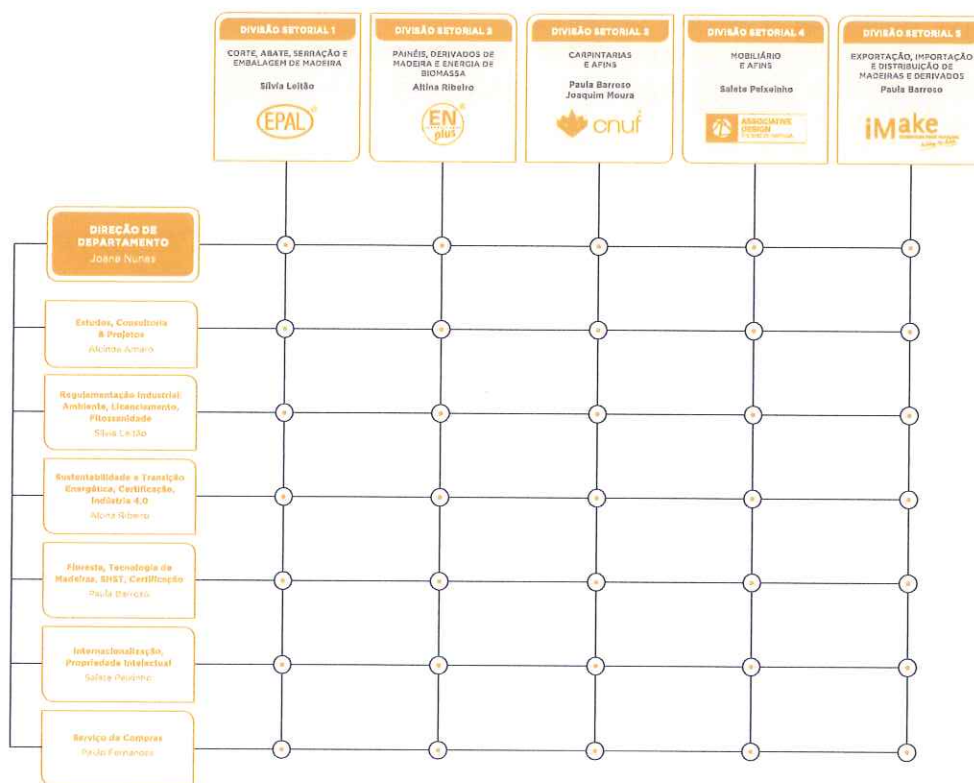 DIVISÃO SETORIAL 1
CORTE, ABATE, SERRAÇÃO E
EMBALAGEM DE MADEIRA
Sílvia Leitão
EPAL
DIVISÃO SETORIAL 2
PAINÉIS, DERIVADOS DE
MADEIRA E ENERGIA DE
BIOMASSA
Altina Ribeiro
EN
plus
DIVISÃO SETORIAL 3
CARPINTARIAS
E AFINS
Paula Barroso
Joaquim Moura
cnuf
DIVISÃO SETORIAL 4
MOBILIÁRIO
E AFINS
Salete Peixinho
ASSOCIATIVE
DESIGN
DIVISÃO SETORIAL 5
EXPORTAÇÃO, IMPORTAÇÃO
E DISTRIBUIÇÃO DE
MADEIRAS E DERIVADOS
Paula Barroso
iMake
DIREÇÃO DE
DEPARTAMENTO
Joana Nunes
Estudos, Consultoria
& Projetos
Alcinda Amaro
Regulamentação Industrial:
Ambiente, Licenciamento,
Fitossanidade
Sílvia Leitão
Sustentabilidade e Transição
Energética, Certificação,
Indústria 4.0
Altina Ribeiro
Floresta, Tecnologia de
Madeiras, SHST, Certificação
Paula Barroso
Internacionalização,
Propriedade Intelectual
Salete Peixinho
Serviço de Compras
Paulo Fernandes